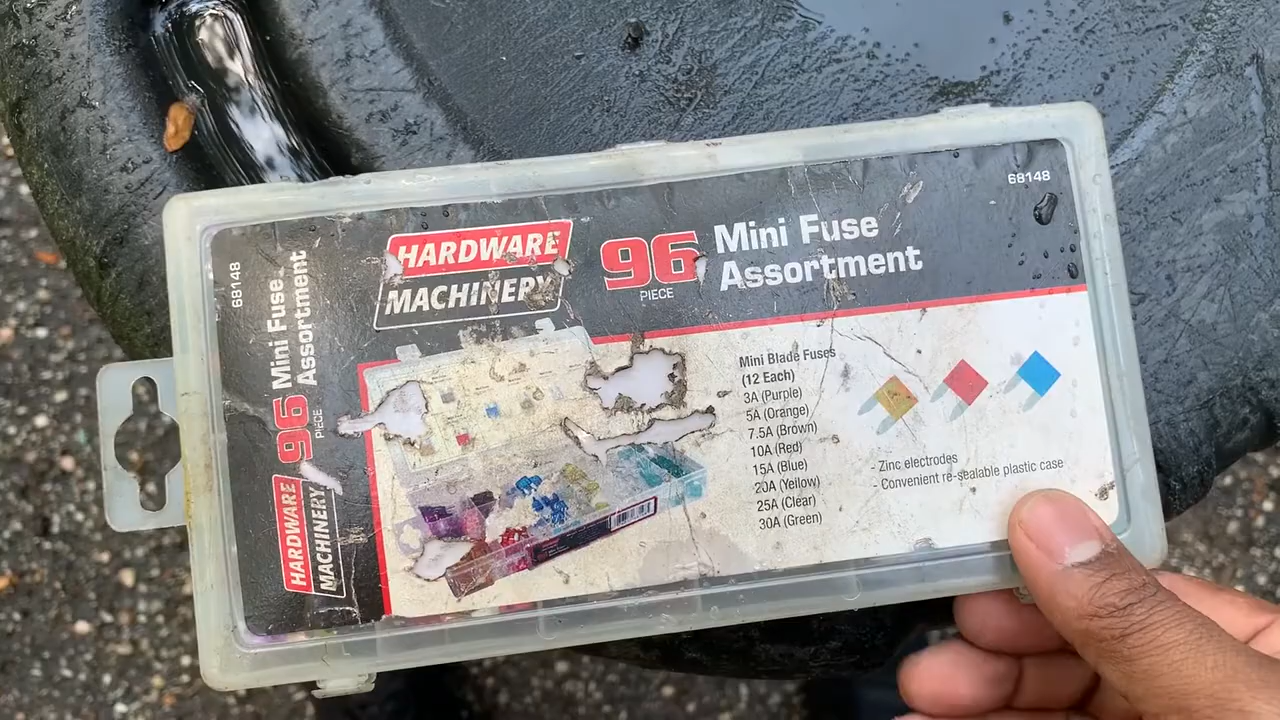 68148
HARDWARE
MACHINERY
96
PIECE
Mini Fuse
Assortment
68148
HARDWARE
MACHINERY
96
PIECE
Mini Fuse
Assortment
Mini Blade Fuses
(12 Each)
3A (Purple)
5A (Orange)
7.5A (Brown)
10A (Red)
15A (Blue)
20A (Yellow)
25A (Clear)
30A (Green)
- Zinc electrodes
- Convenient re-sealable plastic case